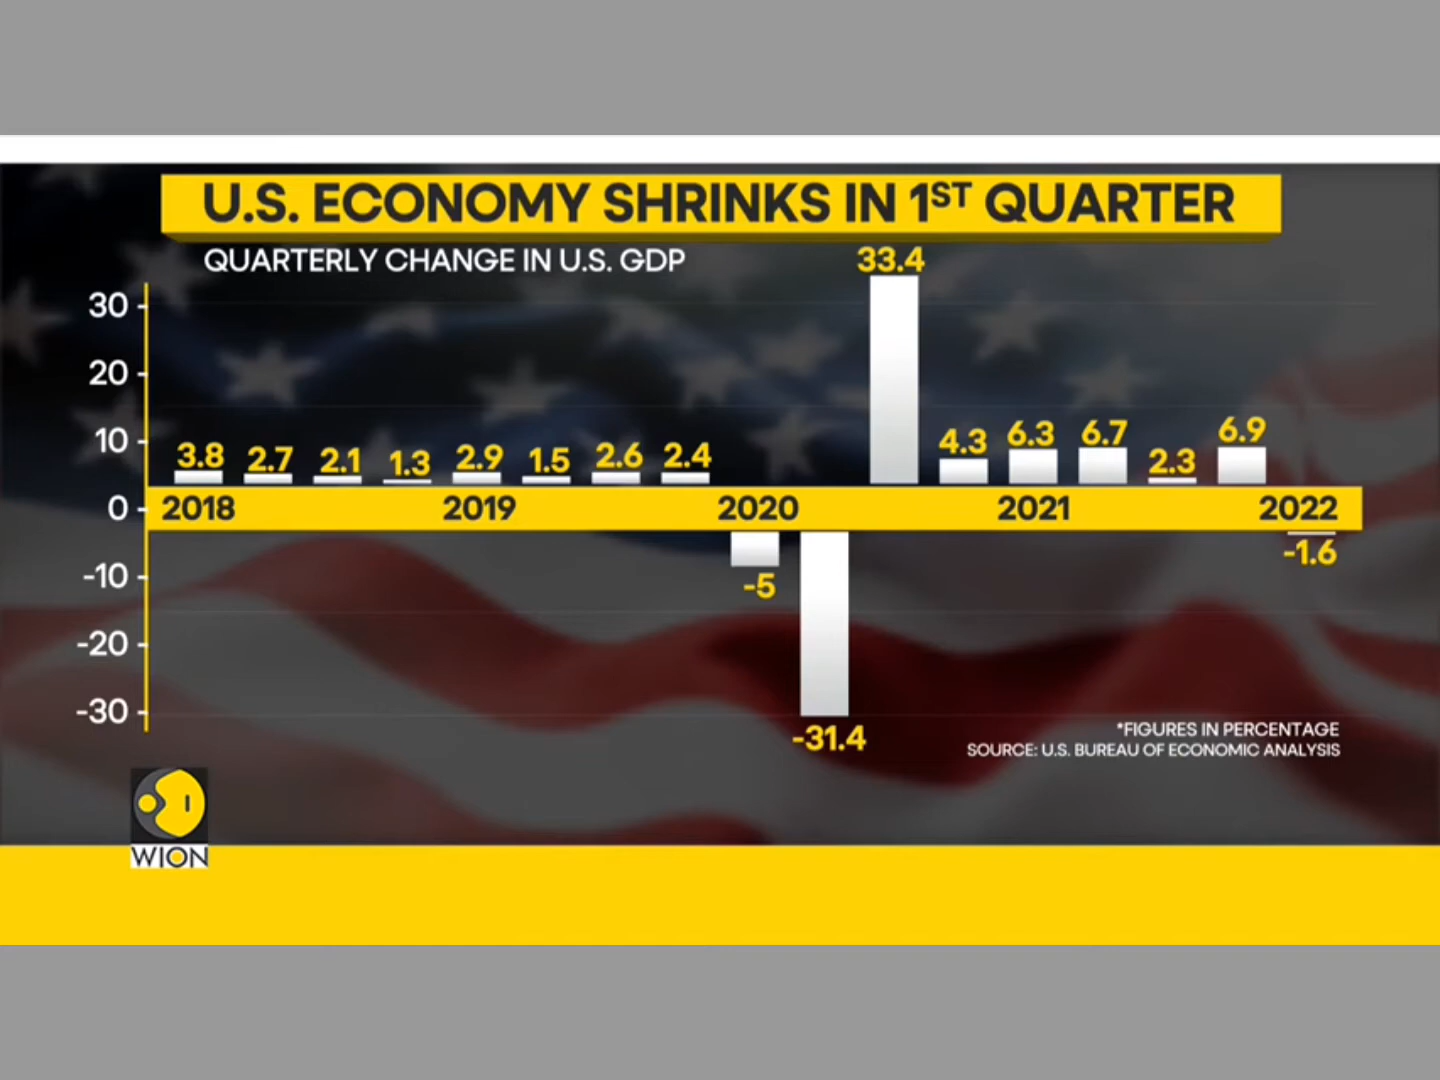 U.S. ECONOMY SHRINKS IN 1ST QUARTER
QUARTERLY CHANGE IN U.S. GDP
33.4
30
20
10
3.8 2.7 2.1 1.3 2.9 1.5 2.6 2.4 4.3 6.3 6.7 2.3 6.9
0 2018 2019 2020 2021 2022
-10
-5
-1.6
-20
-30
-31.4
*FIGURES IN PERCENTAGE
SOURCE: U.S. BUREAU OF ECONOMIC ANALYSIS
WION